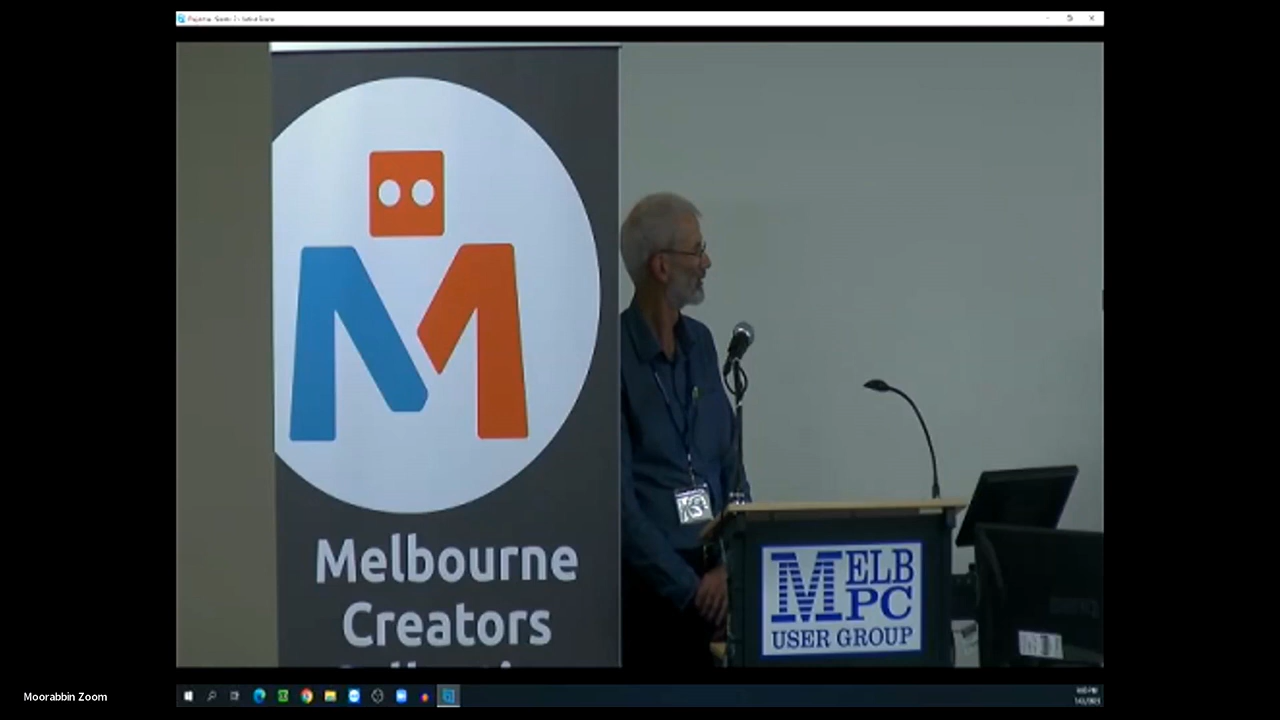 Melbourne
Creators
MELB
PC
USER GROUP
Moorabbin Zoom